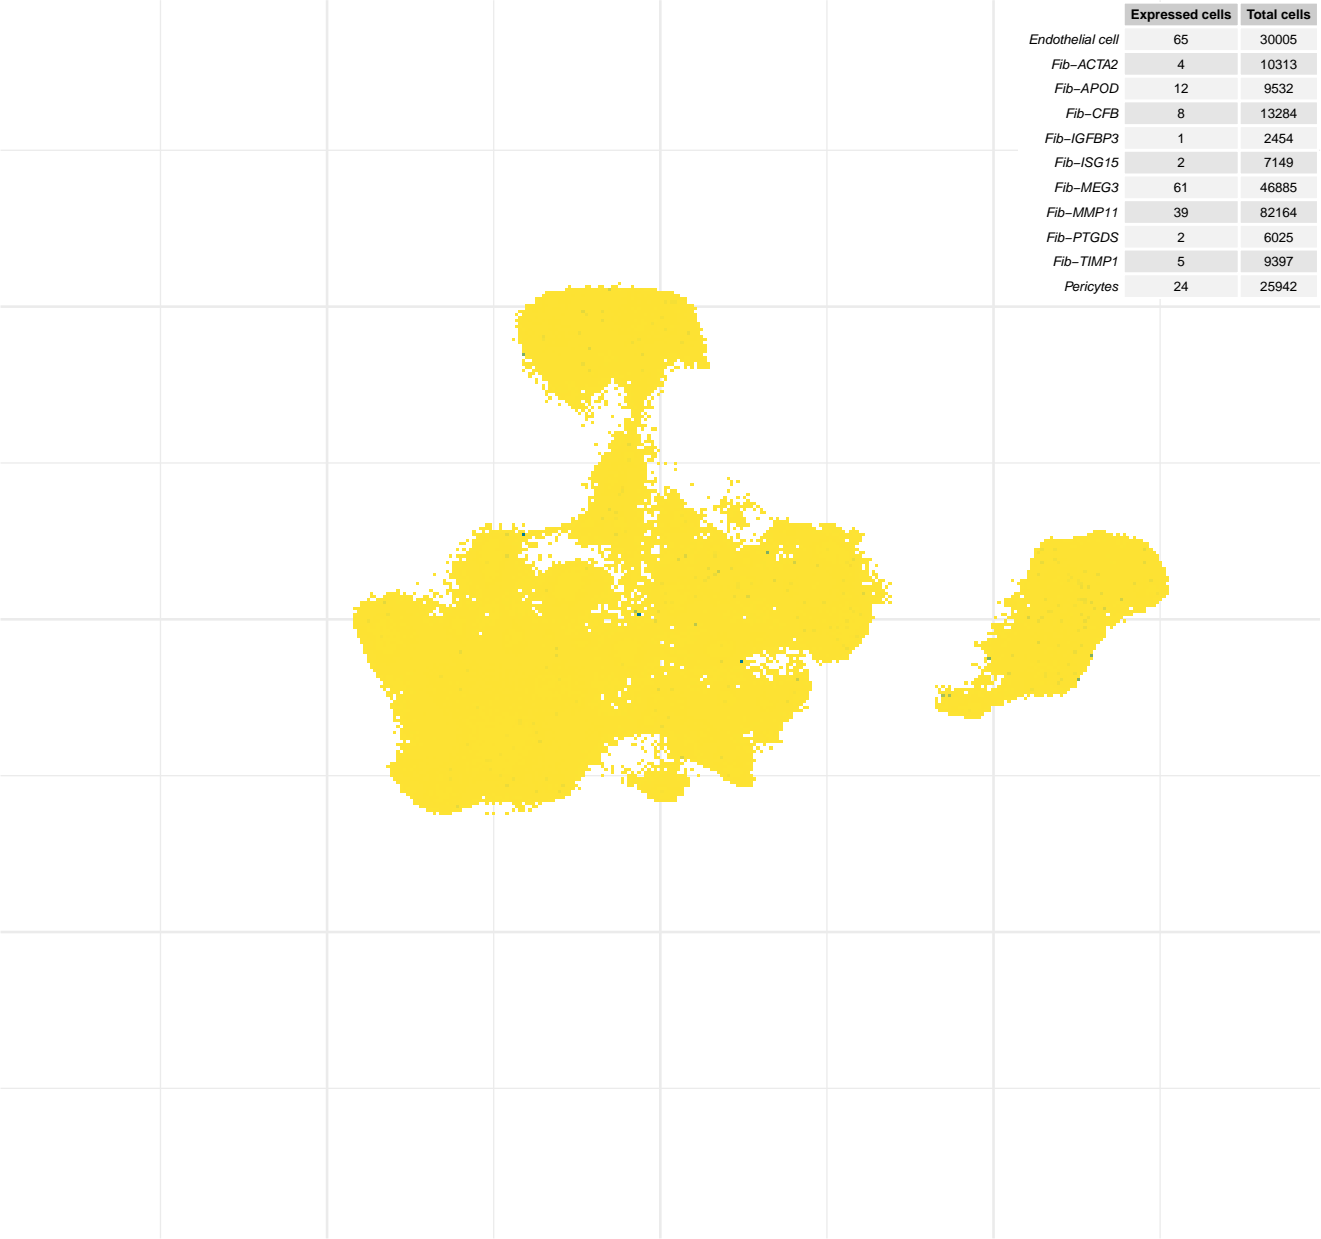 Expressed cells Total cells
Endothelial cell 65 30005
Fib−ACTA2 4 10313
Fib−APOD 12 9532
Fib−CFB 8 13284
Fib−IGFBP3 1 2454
Fib−ISG15 2 7149
Fib−MEG3 61 46885
Fib−MMP11 39 82164
Fib−PTGDS 2 6025
Fib−TIMP1 5 9397
Pericytes 24 25942